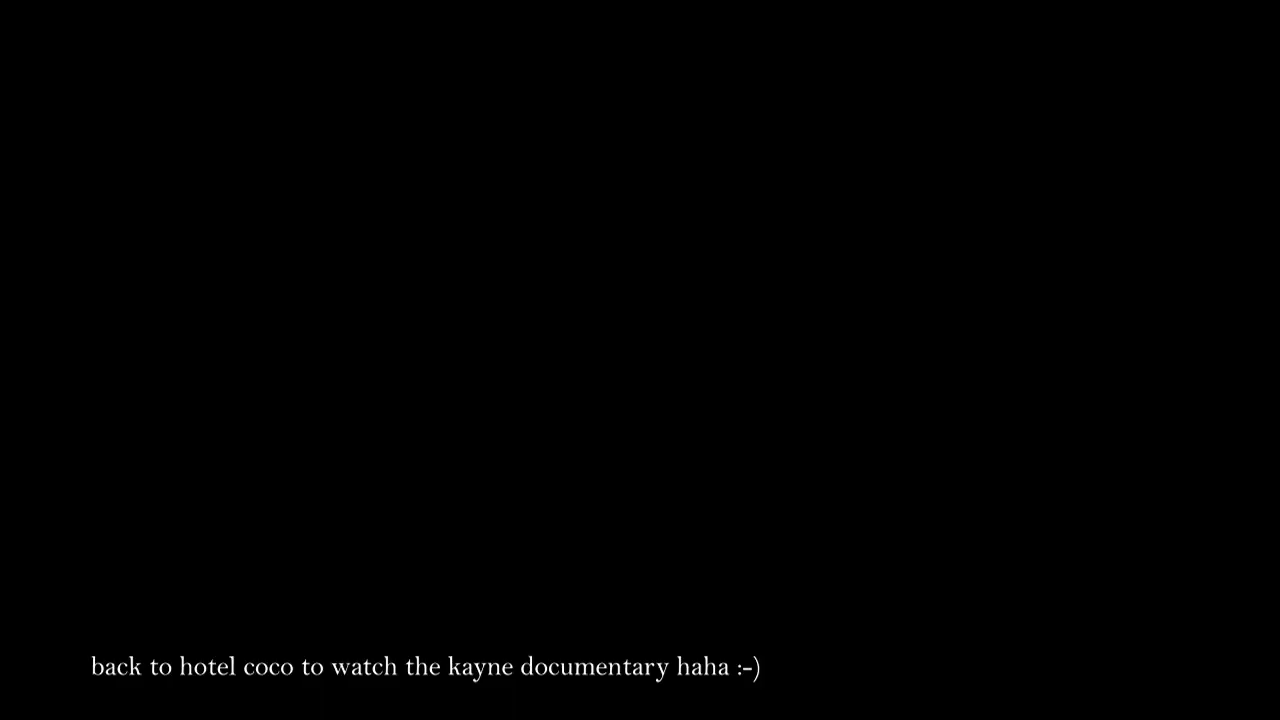 back to hotel coco to watch the kayne documentary haha :-)